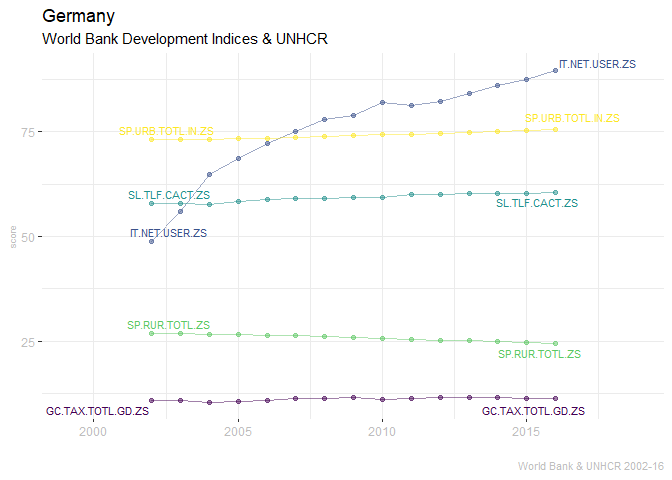 Germany
World Bank Development Indices & UNHCR
IT.NET.USER.ZS
SP.URB.TOTL.IN.ZS
SP.URB.TOTL.IN.ZS
75
SL.TLF.CACT.ZS
SL.TLF.CACT.ZS
IT.NET.USER.ZS
50
score
SP.RUR.TOTL.ZS
25
SP.RUR.TOTL.ZS
GC.TAX.TOTL.GD.ZS
GC.TAX.TOTL.GD.ZS
2000
2005
2010
2015
World Bank & UNHCR 2002-16